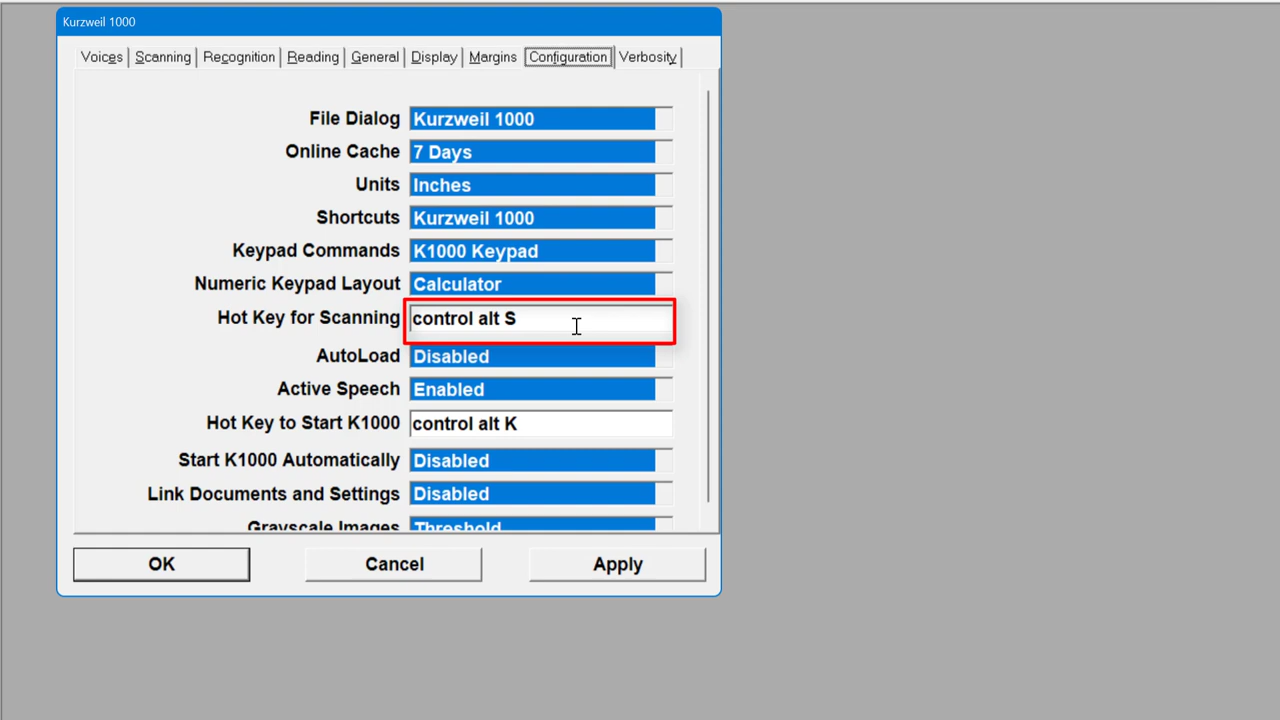 Kurzweil 1000
Voices Scanning Recognition Reading General Display Margins Configuration Verbosity
File Dialog Kurzweil 1000
Online Cache 7 Days
Units Inches
Shortcuts Kurzweil 1000
Keypad Commands K1000 Keypad
Numeric Keypad Layout Calculator
Hot Key for Scanning control alt S
AutoLoad Disabled
Active Speech Enabled
Hot Key to Start K1000 control alt K
Start K1000 Automatically Disabled
Link Documents and Settings Disabled
Grayscale Images Threshold
OK Cancel Apply